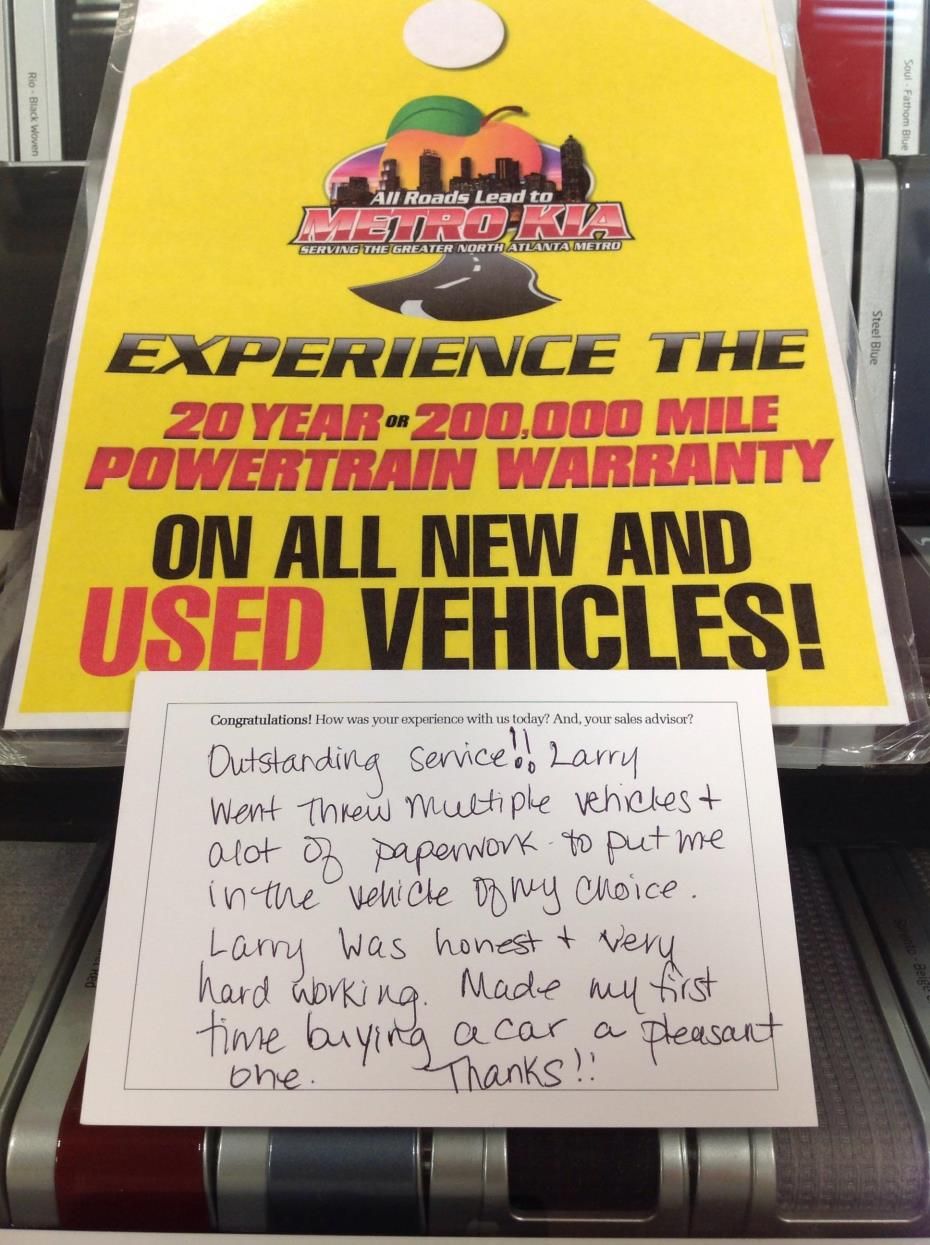 Rio - Black Woven
Soul - Fathom Blue
Steel Blue
All Roads Lead to
METRO KIA
SERVING THE GREATER NORTH ATLANTA METRO
EXPERIENCE THE
20 YEAR OR 200,000 MILE
POWERTRAIN WARRANTY
ON ALL NEW AND
USED VEHICLES!
Congratulations! How was your experience with us today? And, your sales advisor?
Outstanding service!! Larry
Went Threw multiple vehicles +
alot of paperwork to put me
in the vehicle of my choice.
Larry was honest + very
hard working. Made my first
time buying a car a pleasant
one. Thanks!!